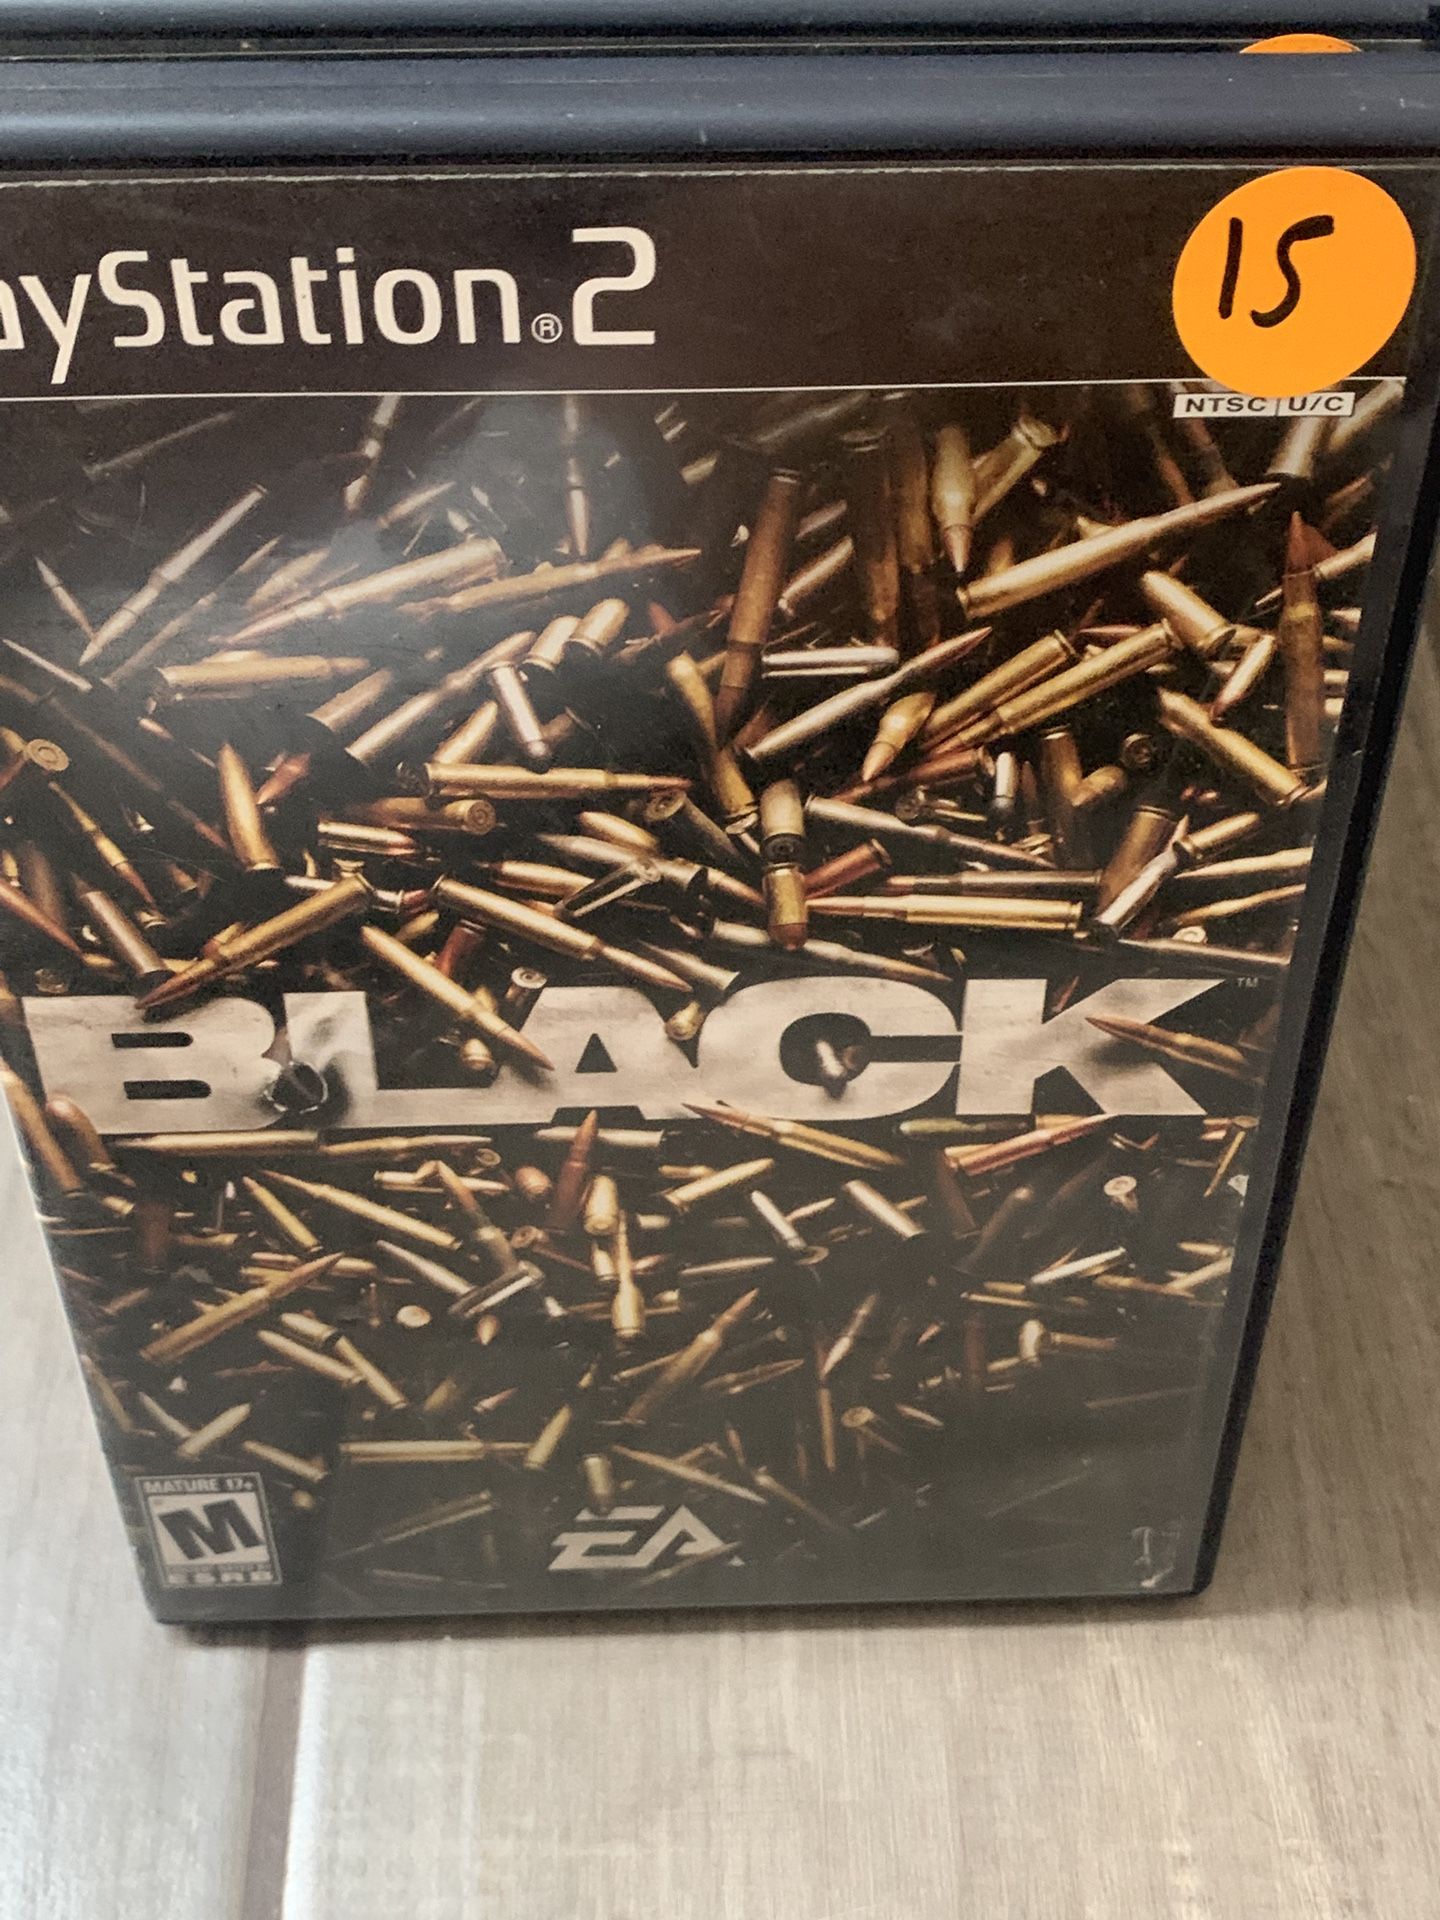 ayStation®2
15
NTSC U/C
BLACK™
MATURE 17+
M
ESRB
EA